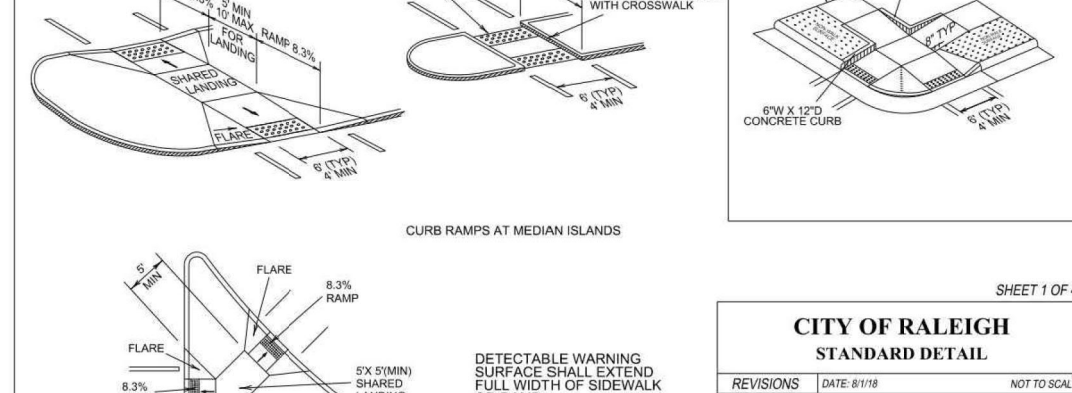 5' MIN
10' MAX
FOR
LANDING
RAMP 8.3%
SHARED
LANDING
FLARE
6' (TYP)
4' MIN
WITH CROSSWALK
6' (TYP)
4' MIN
8" TYP
6"W X 12"D
CONCRETE CURB
6' (TYP)
4' MIN
CURB RAMPS AT MEDIAN ISLANDS
5'
MIN
FLARE
8.3%
RAMP
FLARE
8.3%
5'X 5'(MIN)
SHARED
DETECTABLE WARNING
SURFACE SHALL EXTEND
FULL WIDTH OF SIDEWALK
SHEET 1 OF
CITY OF RALEIGH
STANDARD DETAIL
REVISIONS
DATE: 8/1/18
NOT TO SCAL